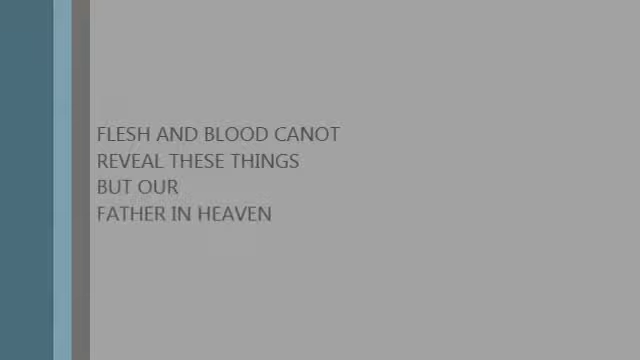 FLESH AND BLOOD CANOT
REVEAL THESE THINGS
BUT OUR
FATHER IN HEAVEN